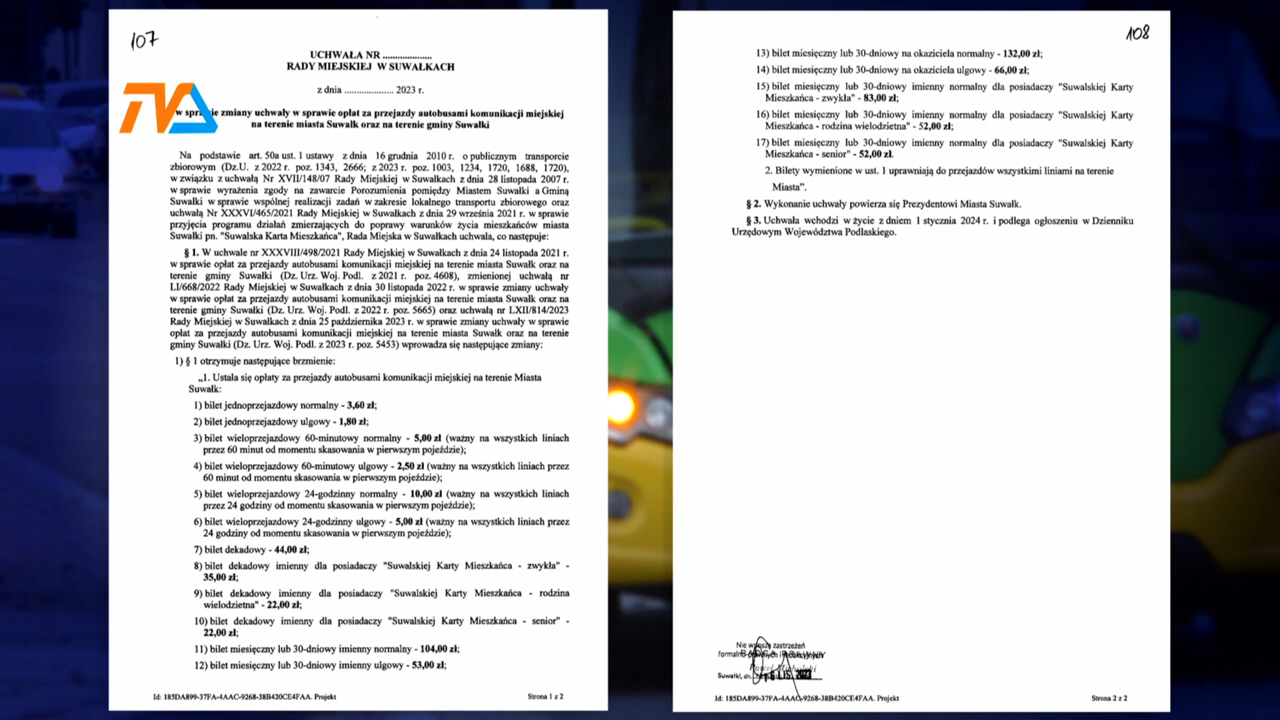 107
UCHWAŁA NR ....................
RADY MIEJSKIEJ W SUWAŁKACH
z dnia .................... 2023 r.
TVS
w sprawie zmiany uchwały w sprawie opłat za przejazdy autobusami komunikacji miejskiej
na terenie miasta Suwałk oraz na terenie gminy Suwałki
Na podstawie art. 50a ust. 1 ustawy z dnia 16 grudnia 2010 r. o publicznym transporcie
zbiorowym (Dz.U. z 2022 r. poz. 1343, 2666; z 2023 r. poz. 1003, 1234, 1720, 1688, 1720),
w związku z uchwałą Nr XVII/148/07 Rady Miejskiej w Suwałkach z dnia 28 listopada 2007 r.
w sprawie wyrażenia zgody na zawarcie Porozumienia pomiędzy Miastem Suwałki a Gminą
Suwałki w sprawie wspólnej realizacji zadań w zakresie lokalnego transportu zbiorowego oraz
uchwałą Nr XXXVI/465/2021 Rady Miejskiej w Suwałkach z dnia 29 września 2021 r. w sprawie
przyjęcia programu działań zmierzających do poprawy warunków życia mieszkańców miasta
Suwałki pn. "Suwalska Karta Mieszkańca", Rada Miejska w Suwałkach uchwala, co następuje:
§ 1. W uchwale nr XXXVIII/498/2021 Rady Miejskiej w Suwałkach z dnia 24 listopada 2021 r.
w sprawie opłat za przejazdy autobusami komunikacji miejskiej na terenie miasta Suwałk oraz na
terenie gminy Suwałki (Dz. Urz. Woj. Podl. z 2021 r. poz. 4608), zmienionej uchwałą nr
LI/668/2022 Rady Miejskiej w Suwałkach z dnia 30 listopada 2022 r. w sprawie zmiany uchwały
w sprawie opłat za przejazdy autobusami komunikacji miejskiej na terenie miasta Suwałk oraz na
terenie gminy Suwałki (Dz. Urz. Woj. Podl. z 2022 r. poz. 5665) oraz uchwałą nr LXII/814/2023
Rady Miejskiej w Suwałkach z dnia 25 października 2023 r. w sprawie zmiany uchwały w sprawie
opłat za przejazdy autobusami komunikacji miejskiej na terenie miasta Suwałk oraz na terenie
gminy Suwałki (Dz. Urz. Woj. Podl. z 2023 r. poz. 5453) wprowadza się następujące zmiany:
1) § 1 otrzymuje następujące brzmienie:
„1. Ustala się opłaty za przejazdy autobusami komunikacji miejskiej na terenie Miasta
Suwałk:
1) bilet jednoprzejazdowy normalny - 3,60 zł;
2) bilet jednoprzejazdowy ulgowy - 1,80 zł;
3) bilet wieloprzejazdowy 60-minutowy normalny - 5,00 zł (ważny na wszystkich liniach
przez 60 minut od momentu skasowania w pierwszym pojeździe);
4) bilet wieloprzejazdowy 60-minutowy ulgowy - 2,50 zł (ważny na wszystkich liniach przez
60 minut od momentu skasowania w pierwszym pojeździe);
5) bilet wieloprzejazdowy 24-godzinny normalny - 10,00 zł (ważny na wszystkich liniach
przez 24 godziny od momentu skasowania w pierwszym pojeździe);
6) bilet wieloprzejazdowy 24-godzinny ulgowy - 5,00 zł (ważny na wszystkich liniach przez
24 godziny od momentu skasowania w pierwszym pojeździe);
7) bilet dekadowy - 44,00 zł;
8) bilet dekadowy imienny dla posiadaczy "Suwalskiej Karty Mieszkańca - zwykła" -
35,00 zł;
9) bilet dekadowy imienny dla posiadaczy "Suwalskiej Karty Mieszkańca - rodzina
wielodzietna" - 22,00 zł;
10) bilet dekadowy imienny dla posiadaczy "Suwalskiej Karty Mieszkańca - senior" -
22,00 zł;
11) bilet miesięczny lub 30-dniowy imienny normalny - 104,00 zł;
12) bilet miesięczny lub 30-dniowy imienny ulgowy - 53,00 zł;
Id: 185DA899-37FA-4AAC-9268-38B420CE4FAA. Projekt
Strona 1 z 2
108
13) bilet miesięczny lub 30-dniowy na okaziciela normalny - 132,00 zł;
14) bilet miesięczny lub 30-dniowy na okaziciela ulgowy - 66,00 zł;
15) bilet miesięczny lub 30-dniowy imienny normalny dla posiadaczy "Suwalskiej Karty
Mieszkańca - zwykła" - 83,00 zł;
16) bilet miesięczny lub 30-dniowy imienny normalny dla posiadaczy "Suwalskiej Karty
Mieszkańca - rodzina wielodzietna" - 52,00 zł;
17) bilet miesięczny lub 30-dniowy imienny normalny dla posiadaczy "Suwalskiej Karty
Mieszkańca - senior" - 52,00 zł.
2. Bilety wymienione w ust. 1 uprawniają do przejazdów wszystkimi liniami na terenie
Miasta”.
§ 2. Wykonanie uchwały powierza się Prezydentowi Miasta Suwałk.
§ 3. Uchwała wchodzi w życie z dniem 1 stycznia 2024 r. i podlega ogłoszeniu w Dzienniku
Urzędowym Województwa Podlaskiego.
Nie wnoszę zastrzeżeń
Suwałki, dn.
Id: 185DA899-37FA-4AAC-9268-38B420CE4FAA. Projekt
Strona 2 z 2